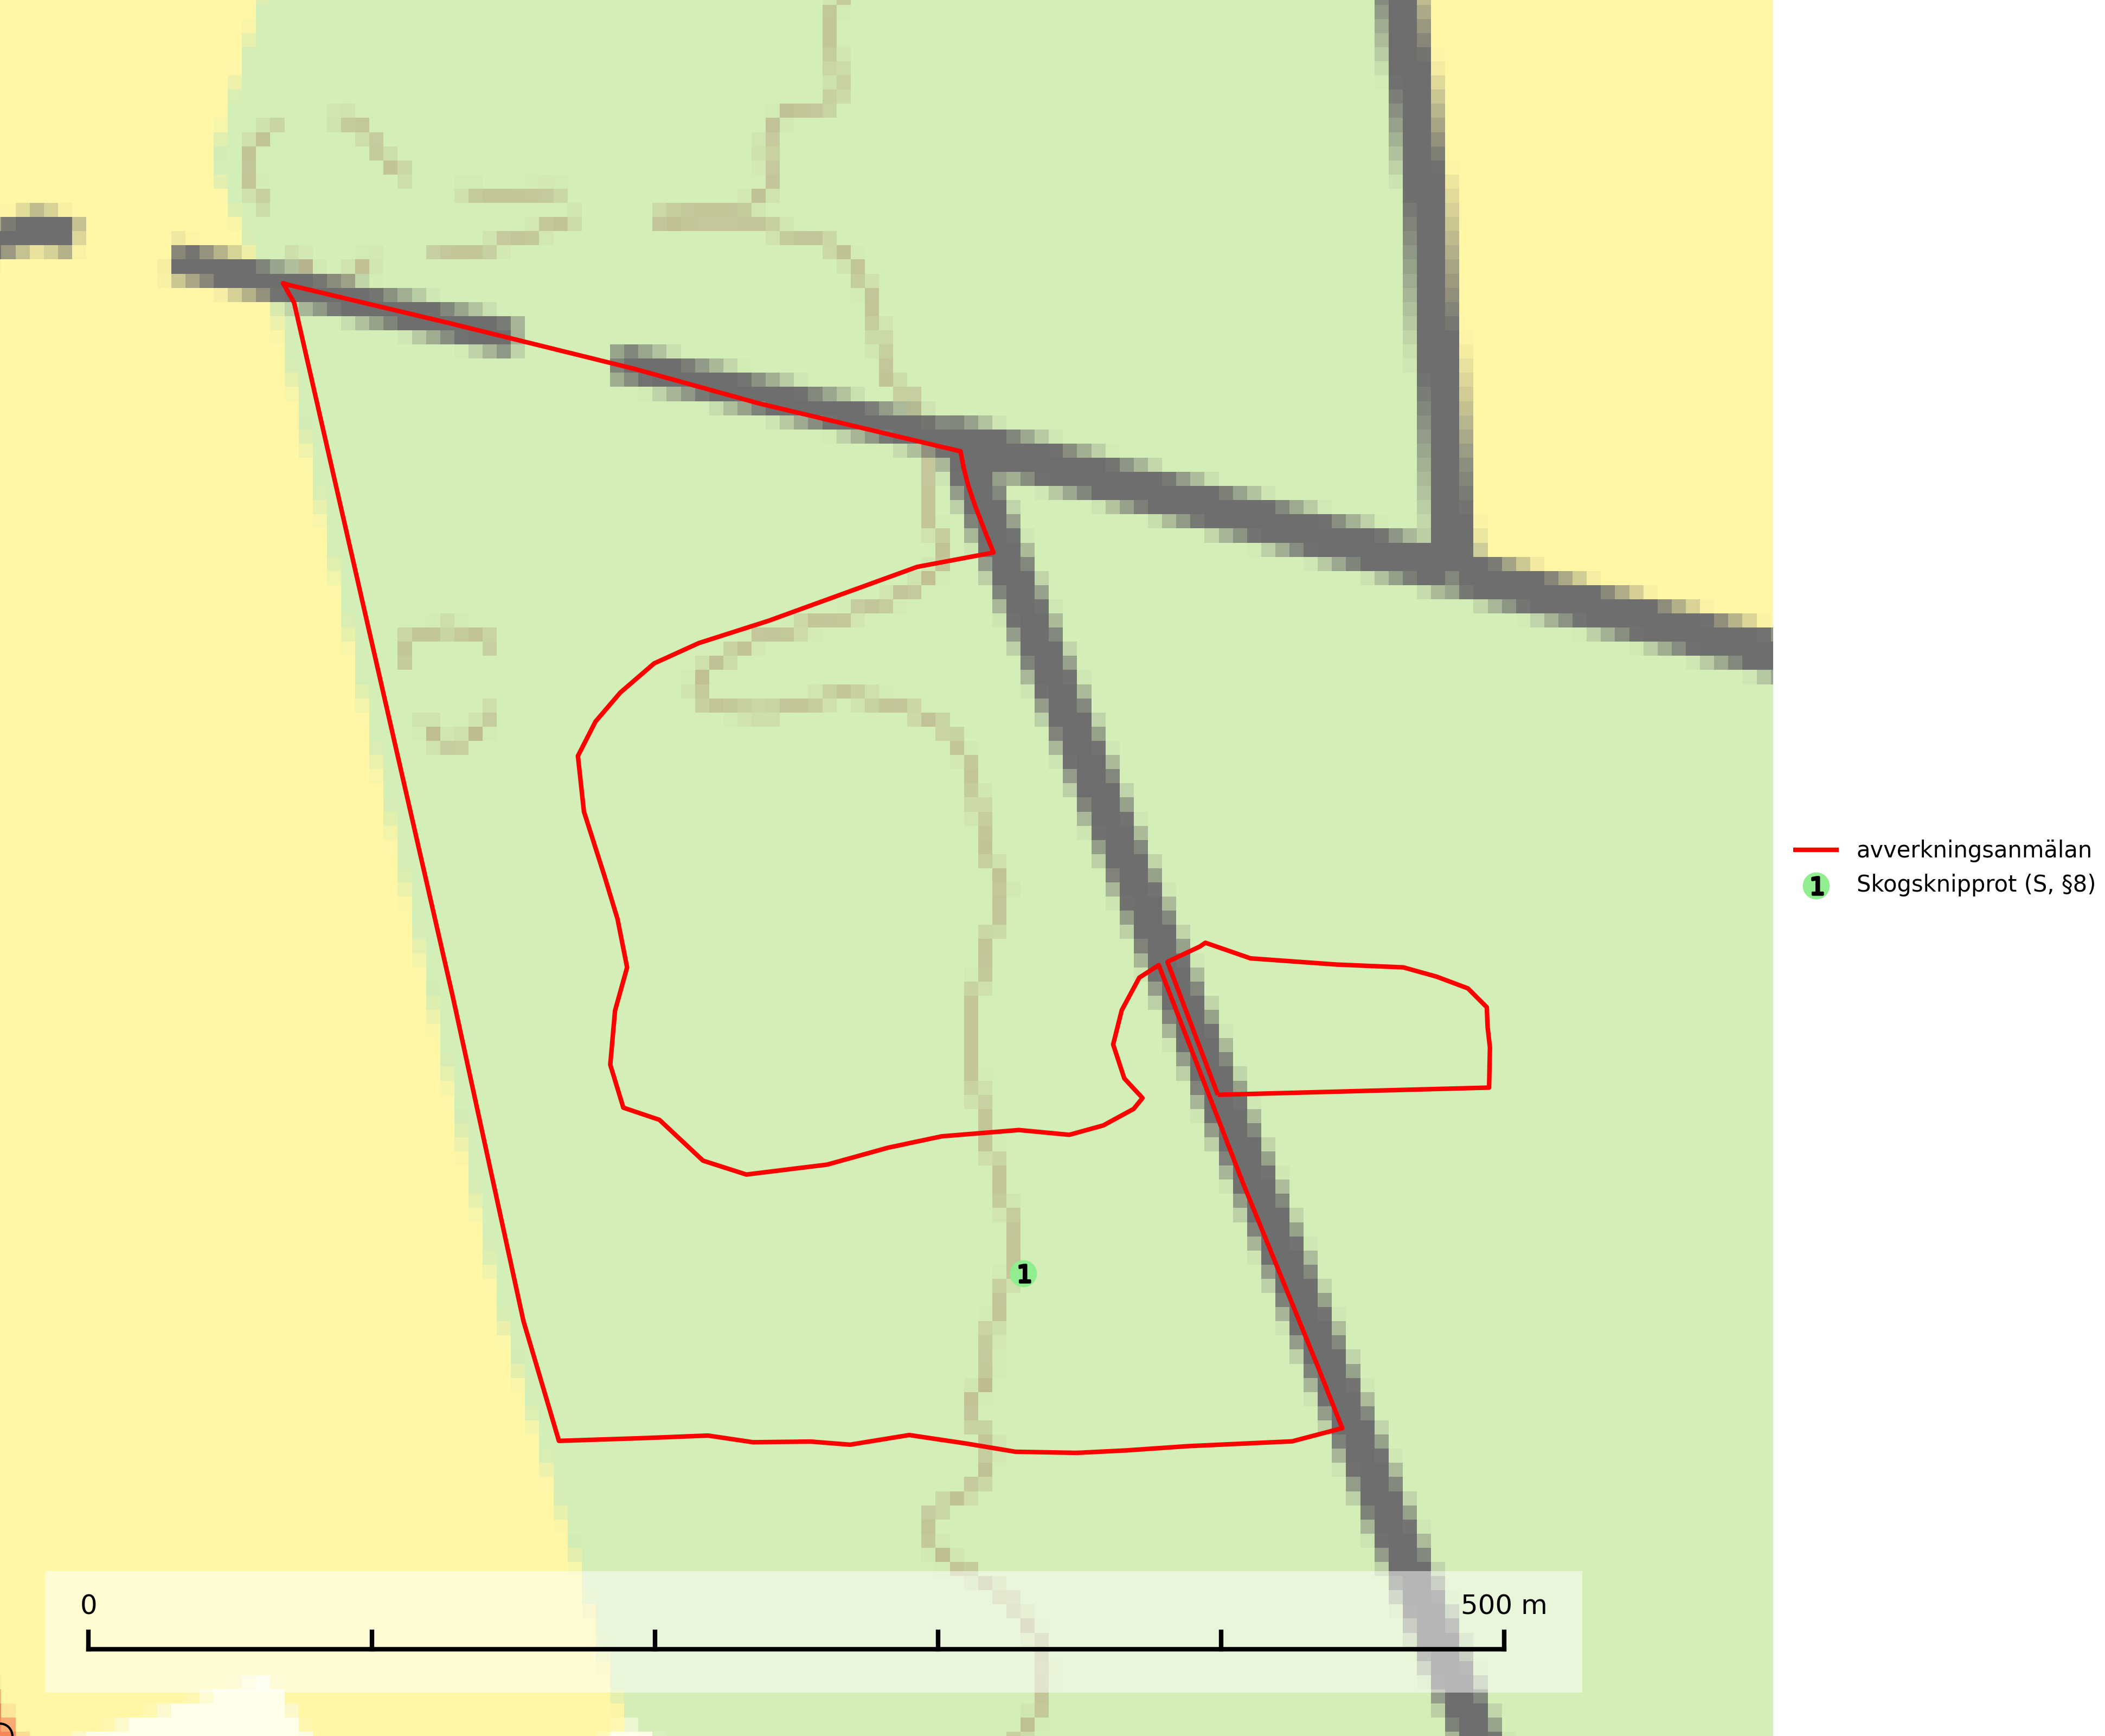 avverkningsanmälan
1 Skogsknipprot (S, §8)
1
0 500 m